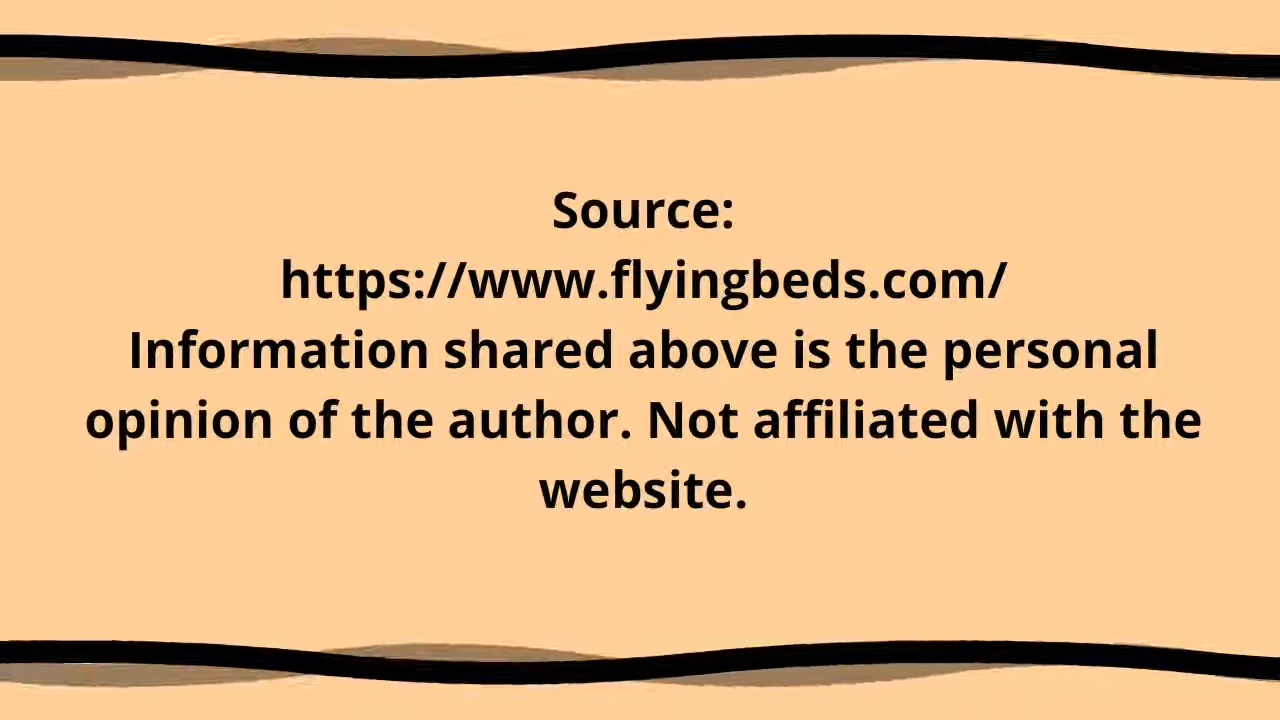 Source:
https://www.flyingbeds.com/
Information shared above is the personal
opinion of the author. Not affiliated with the
website.